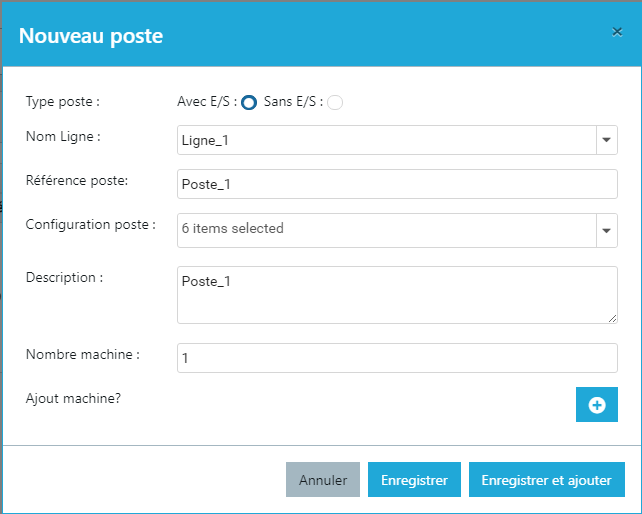 Nouveau poste ×
Type poste : Avec E/S : Sans E/S :
Nom Ligne : Ligne_1
Référence poste: Poste_1
Configuration poste : 6 items selected
Description : Poste_1
Nombre machine : 1
Ajout machine?
Annuler Enregistrer Enregistrer et ajouter